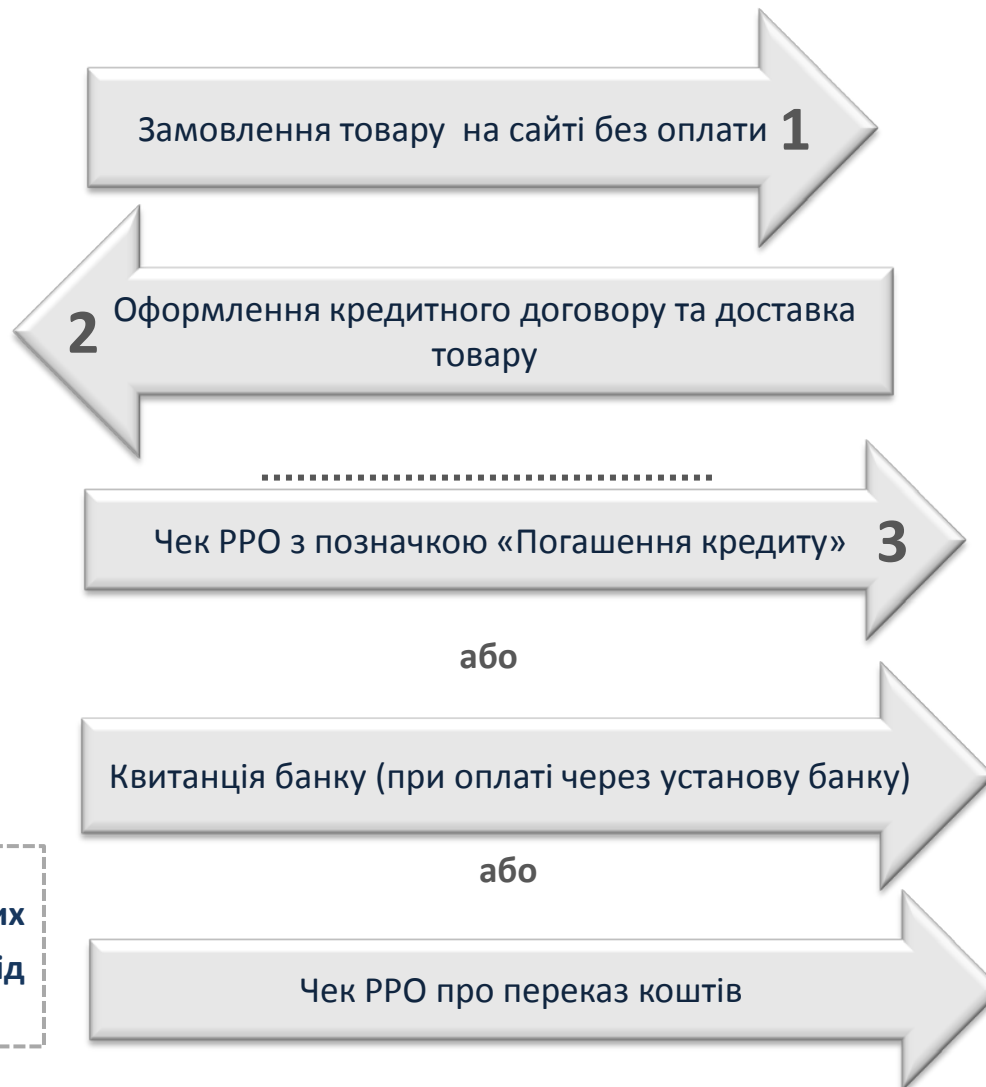 Замовлення товару на сайті без оплати 1
2 Оформлення кредитного договору та доставка
товару
Чек РРО з позначкою «Погашення кредиту» 3
або
Квитанція банку (при оплаті через установу банку)
або
Чек РРО про переказ коштів